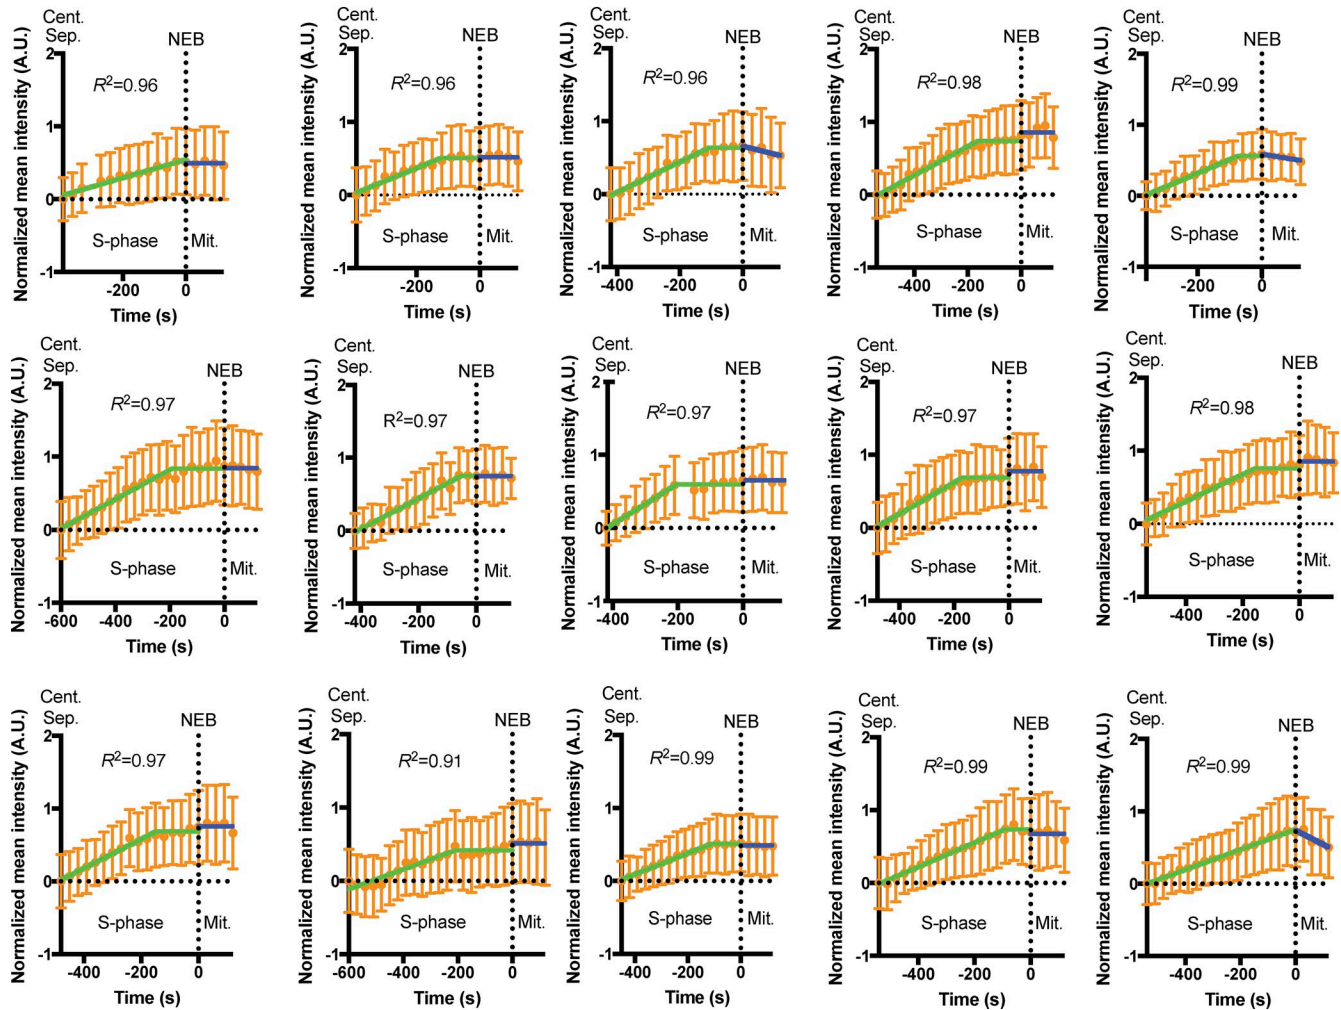 Cent.
Sep.
NEB
Normalized mean intensity (A.U.)
2
1
0
-1
R²=0.96
S-phase
Mit.
-200
0
Time (s)
Cent.
Sep.
NEB
Normalized mean intensity (A.U.)
2
1
0
-1
R²=0.96
S-phase
Mit.
-200
0
Time (s)
Cent.
Sep.
NEB
Normalized mean intensity (A.U.)
2
1
0
-1
R²=0.96
S-phase
Mit.
-400
-200
0
Time (s)
Cent.
Sep.
NEB
Normalized mean intensity (A.U.)
2
1
0
-1
R²=0.98
S-phase
Mit.
-400
-200
0
Time (s)
Cent.
Sep.
NEB
Normalized mean intensity (A.U.)
2
1
0
-1
R²=0.99
S-phase
Mit.
-200
0
Time (s)
Cent.
Sep.
NEB
Normalized mean intensity (A.U.)
2
1
0
-1
R²=0.97
S-phase
Mit.
-600
-400
-200
0
Time (s)
Cent.
Sep.
NEB
Normalized mean intensity (A.U.)
2
1
0
-1
R²=0.97
S-phase
Mit.
-400
-200
0
Time (s)
Cent.
Sep.
NEB
Normalized mean intensity (A.U.)
2
1
0
-1
R²=0.97
S-phase
Mit.
-400
-200
0
Time (s)
Cent.
Sep.
NEB
Normalized mean intensity (A.U.)
2
1
0
-1
R²=0.97
S-phase
Mit.
-400
-200
0
Time (s)
Cent.
Sep.
NEB
Normalized mean intensity (A.U.)
2
1
0
-1
R²=0.98
S-phase
Mit.
-400
-200
0
Time (s)
Cent.
Sep.
NEB
Normalized mean intensity (A.U.)
2
1
0
-1
R²=0.97
S-phase
Mit.
-400
-200
0
Time (s)
Cent.
Sep.
NEB
Normalized mean intensity (A.U.)
2
1
0
-1
R²=0.91
S-phase
Mit.
-600
-400
-200
0
Time (s)
Cent.
Sep.
NEB
Normalized mean intensity (A.U.)
2
1
0
-1
R²=0.99
S-phase
Mit.
-400
-200
0
Time (s)
Cent.
Sep.
NEB
Normalized mean intensity (A.U.)
2
1
0
-1
R²=0.99
S-phase
Mit.
-400
-200
0
Time (s)
Cent.
Sep.
NEB
Normalized mean intensity (A.U.)
2
1
0
-1
R²=0.99
S-phase
Mit.
-400
-200
0
Time (s)